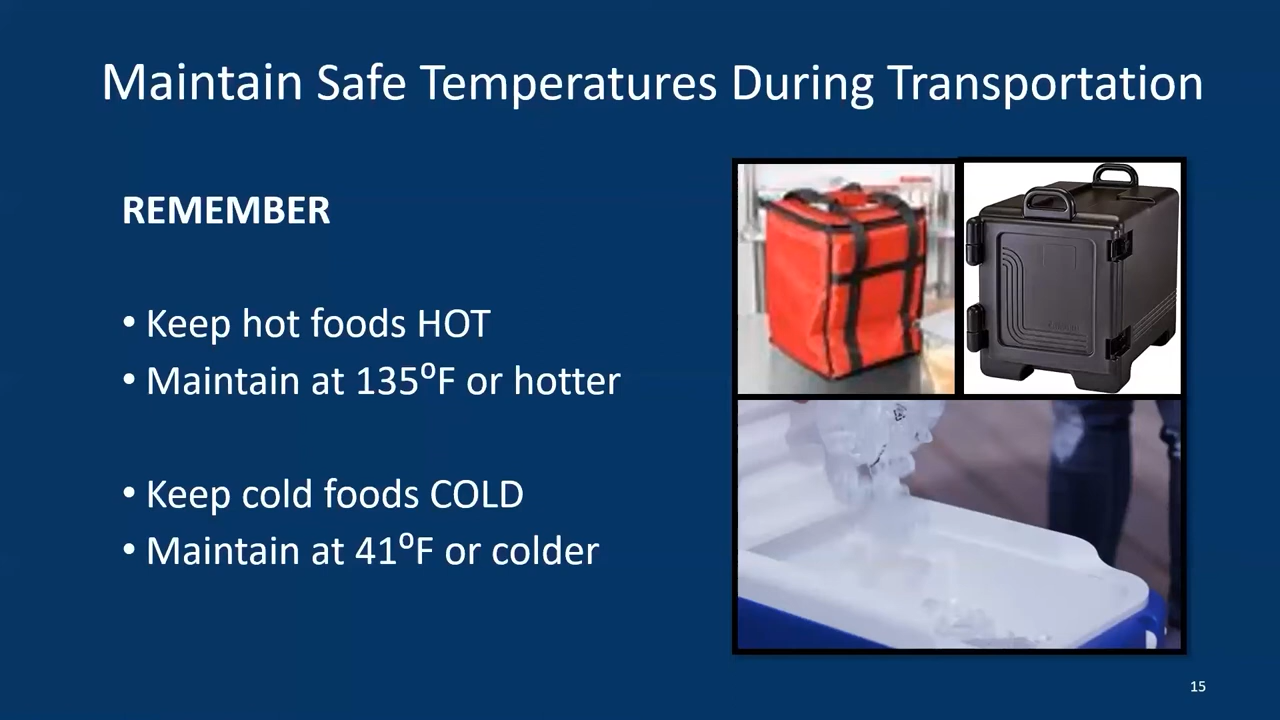 Maintain Safe Temperatures During Transportation
REMEMBER
• Keep hot foods HOT
• Maintain at 135⁰F or hotter
• Keep cold foods COLD
• Maintain at 41⁰F or colder
15